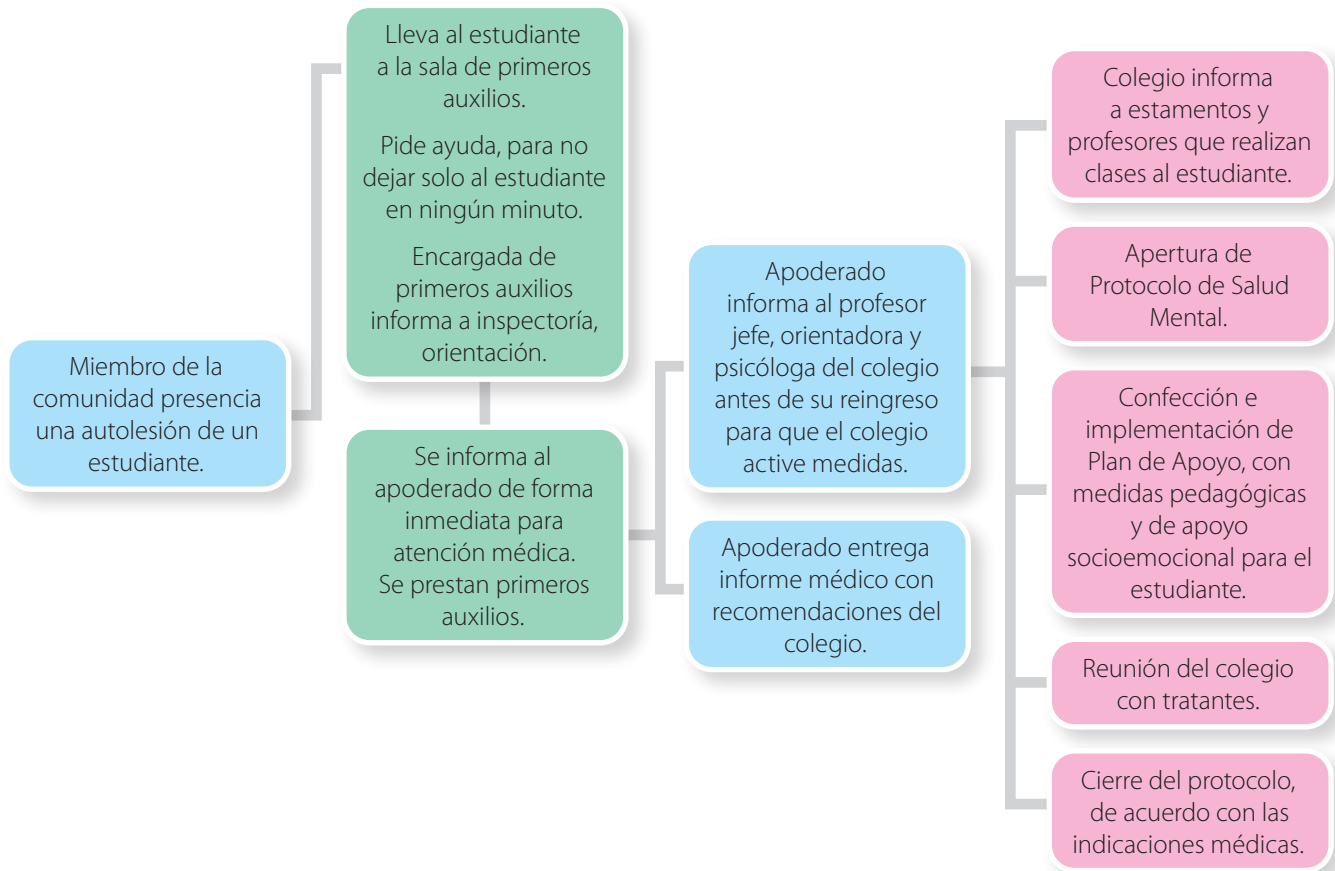 Miembro de la
comunidad presencia
una autolesión de un
estudiante.
Lleva al estudiante
a la sala de primeros
auxilios.
Pide ayuda, para no
dejar solo al estudiante
en ningún minuto.
Encargada de
primeros auxilios
informa a inspectoría,
orientación.
Se informa al
apoderado de forma
inmediata para
atención médica.
Se prestan primeros
auxilios.
Apoderado
informa al profesor
jefe, orientadora y
psicóloga del colegio
antes de su reingreso
para que el colegio
active medidas.
Apoderado entrega
informe médico con
recomendaciones del
colegio.
Colegio informa
a estamentos y
profesores que realizan
clases al estudiante.
Apertura de
Protocolo de Salud
Mental.
Confección e
implementación de
Plan de Apoyo, con
medidas pedagógicas
y de apoyo
socioemocional para el
estudiante.
Reunión del colegio
con tratantes.
Cierre del protocolo,
de acuerdo con las
indicaciones médicas.